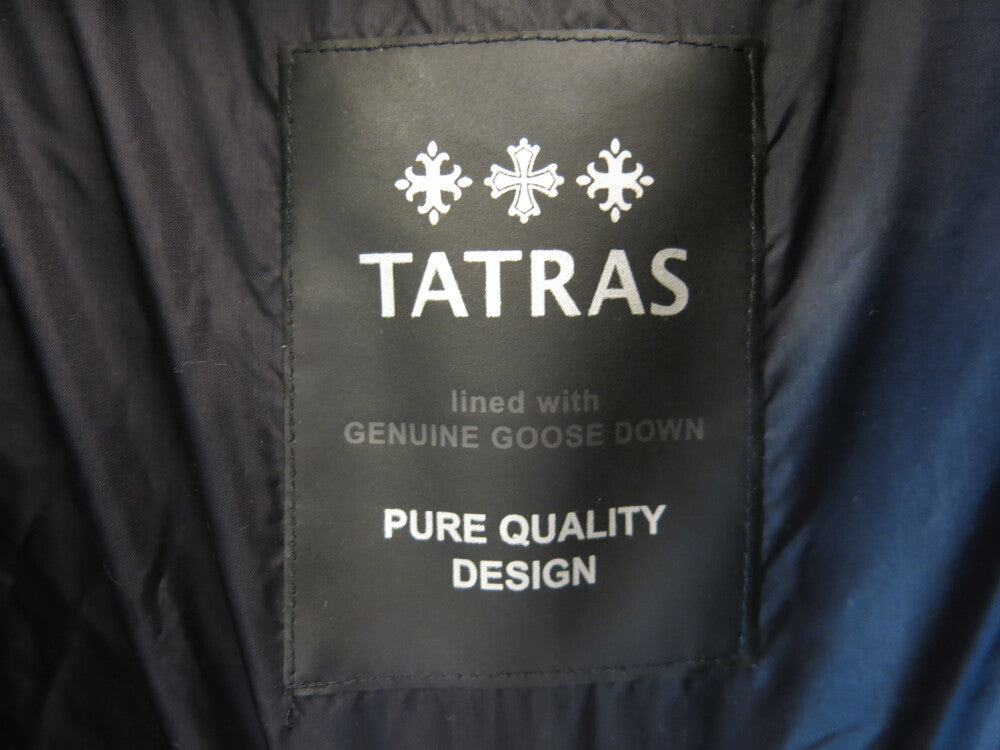 TATRAS
lined with
GENUINE GOOSE DOWN
PURE QUALITY
DESIGN